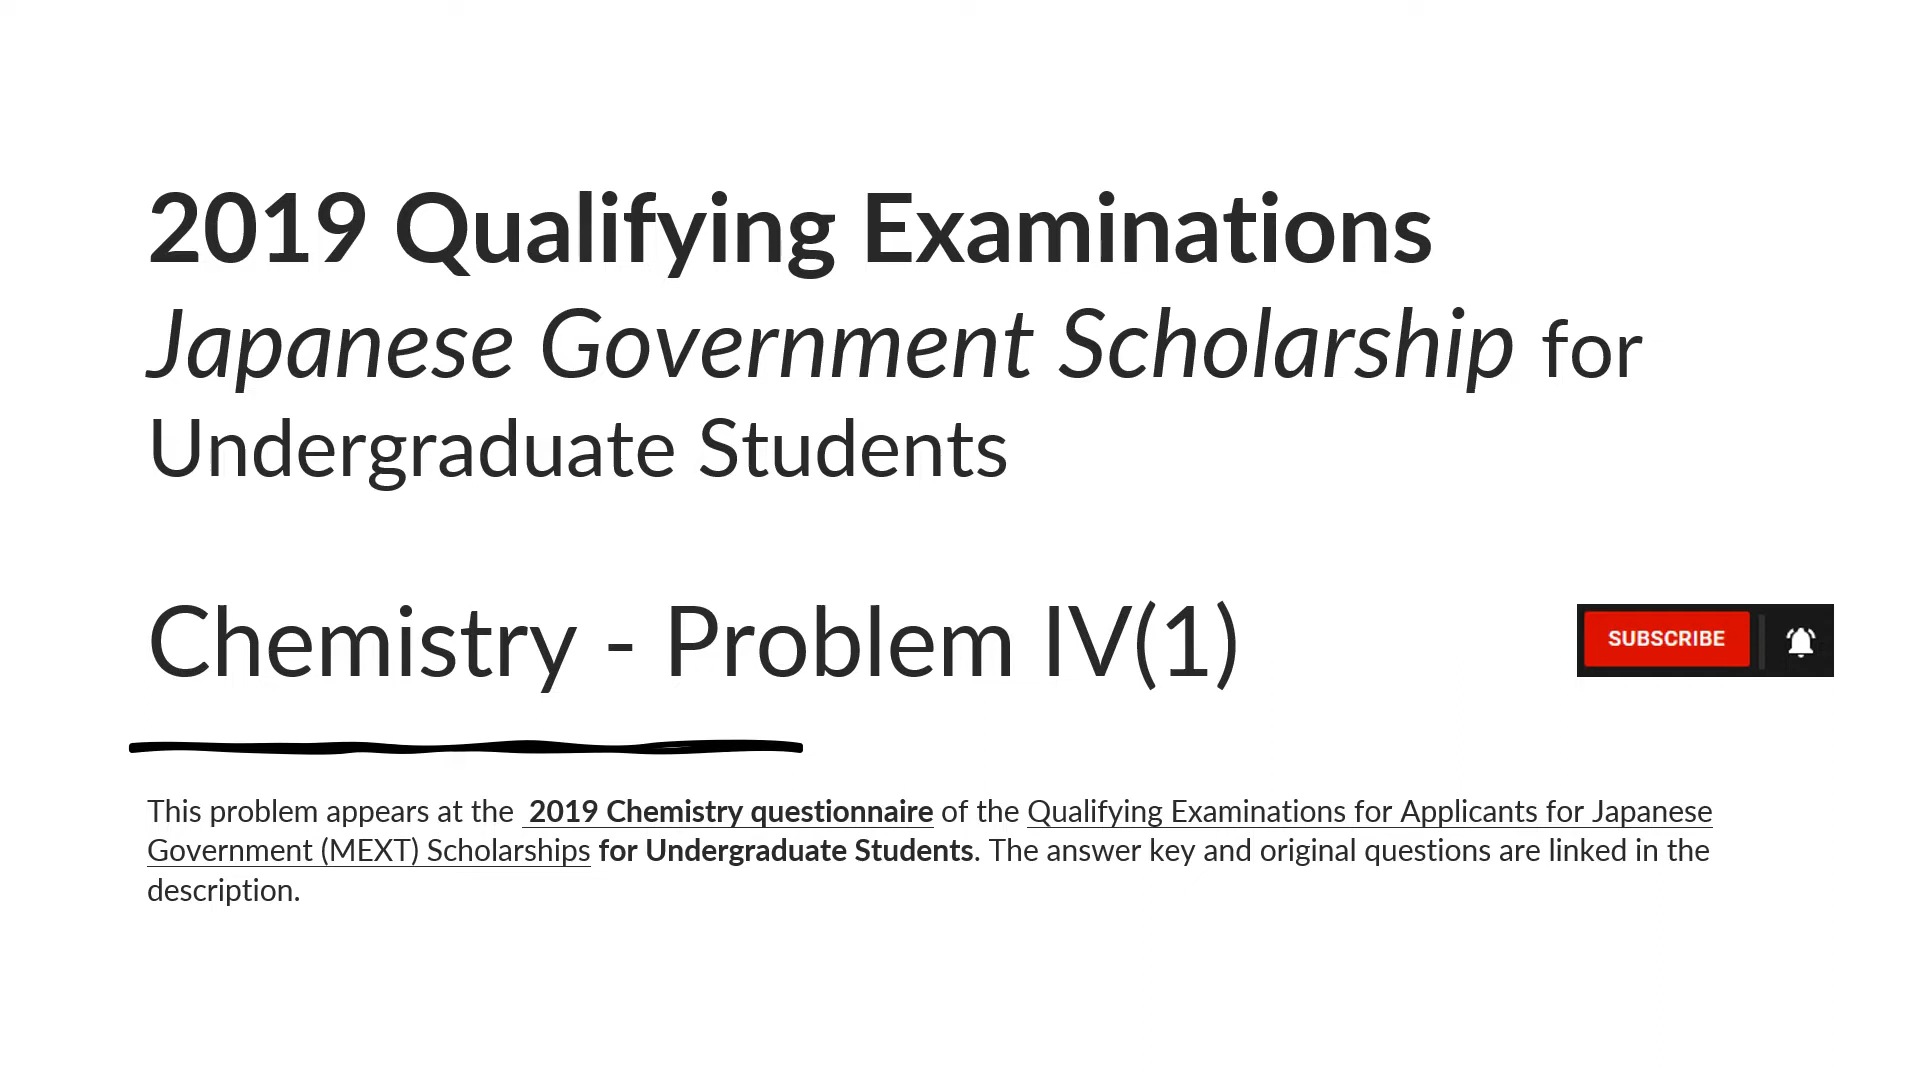 2019 Qualifying Examinations
Japanese Government Scholarship for
Undergraduate Students
Chemistry - Problem IV(1)
SUBSCRIBE
This problem appears at the 2019 Chemistry questionnaire of the Qualifying Examinations for Applicants for Japanese
Government (MEXT) Scholarships for Undergraduate Students. The answer key and original questions are linked in the
description.